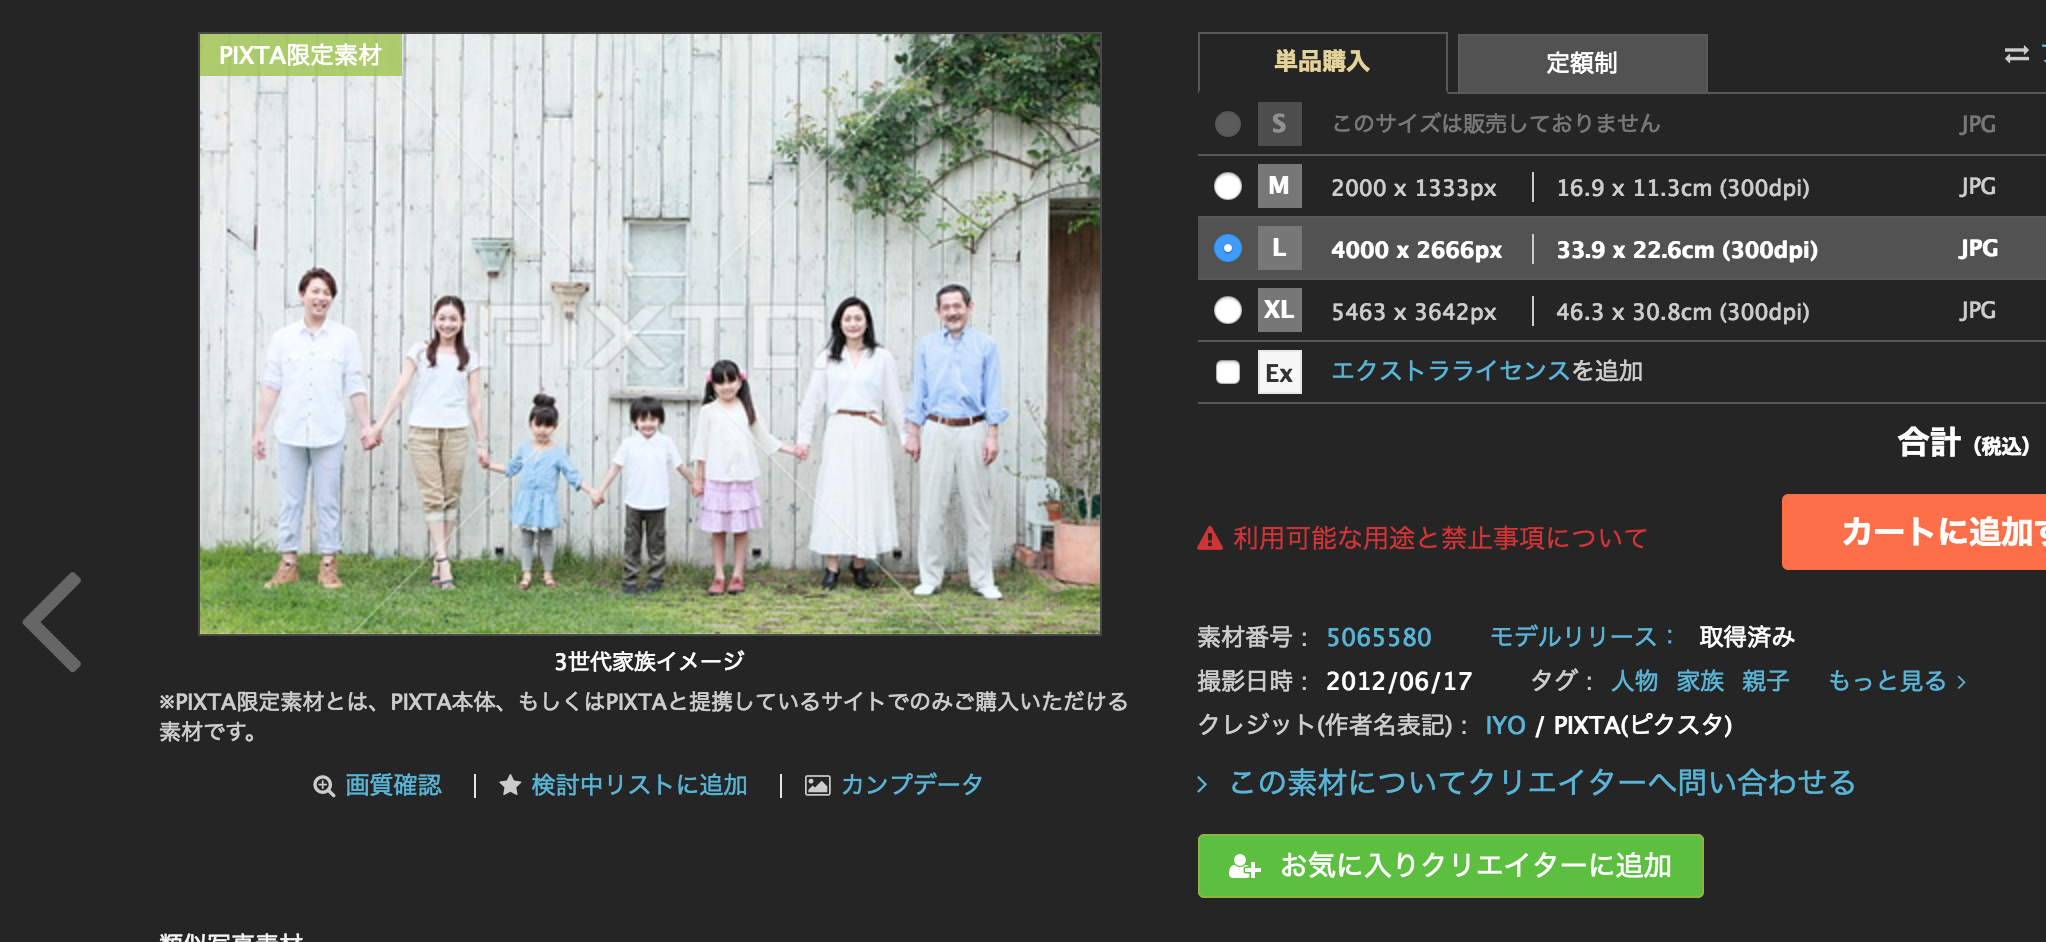 PIXTA限定素材
PIXTA
3世代家族イメージ
※PIXTA限定素材とは、PIXTA本体、もしくはPIXTAと提携しているサイトでのみご購入いただける
素材です。
画質確認 | 検討中リストに追加 | カンプデータ
類似写真素材
単品購入 定額制
S このサイズは販売しておりません JPG
M 2000 x 1333px | 16.9 x 11.3cm (300dpi) JPG
L 4000 x 2666px | 33.9 x 22.6cm (300dpi) JPG
XL 5463 x 3642px | 46.3 x 30.8cm (300dpi) JPG
Ex エクストラライセンスを追加
合計 (税込)
利用可能な用途と禁止事項について カートに追加す
素材番号： 5065580 モデルリリース： 取得済み
撮影日時： 2012/06/17 タグ： 人物 家族 親子 もっと見る ›
クレジット(作者名表記)： IYO / PIXTA(ピクスタ)
› この素材についてクリエイターへ問い合わせる
お気に入りクリエイターに追加